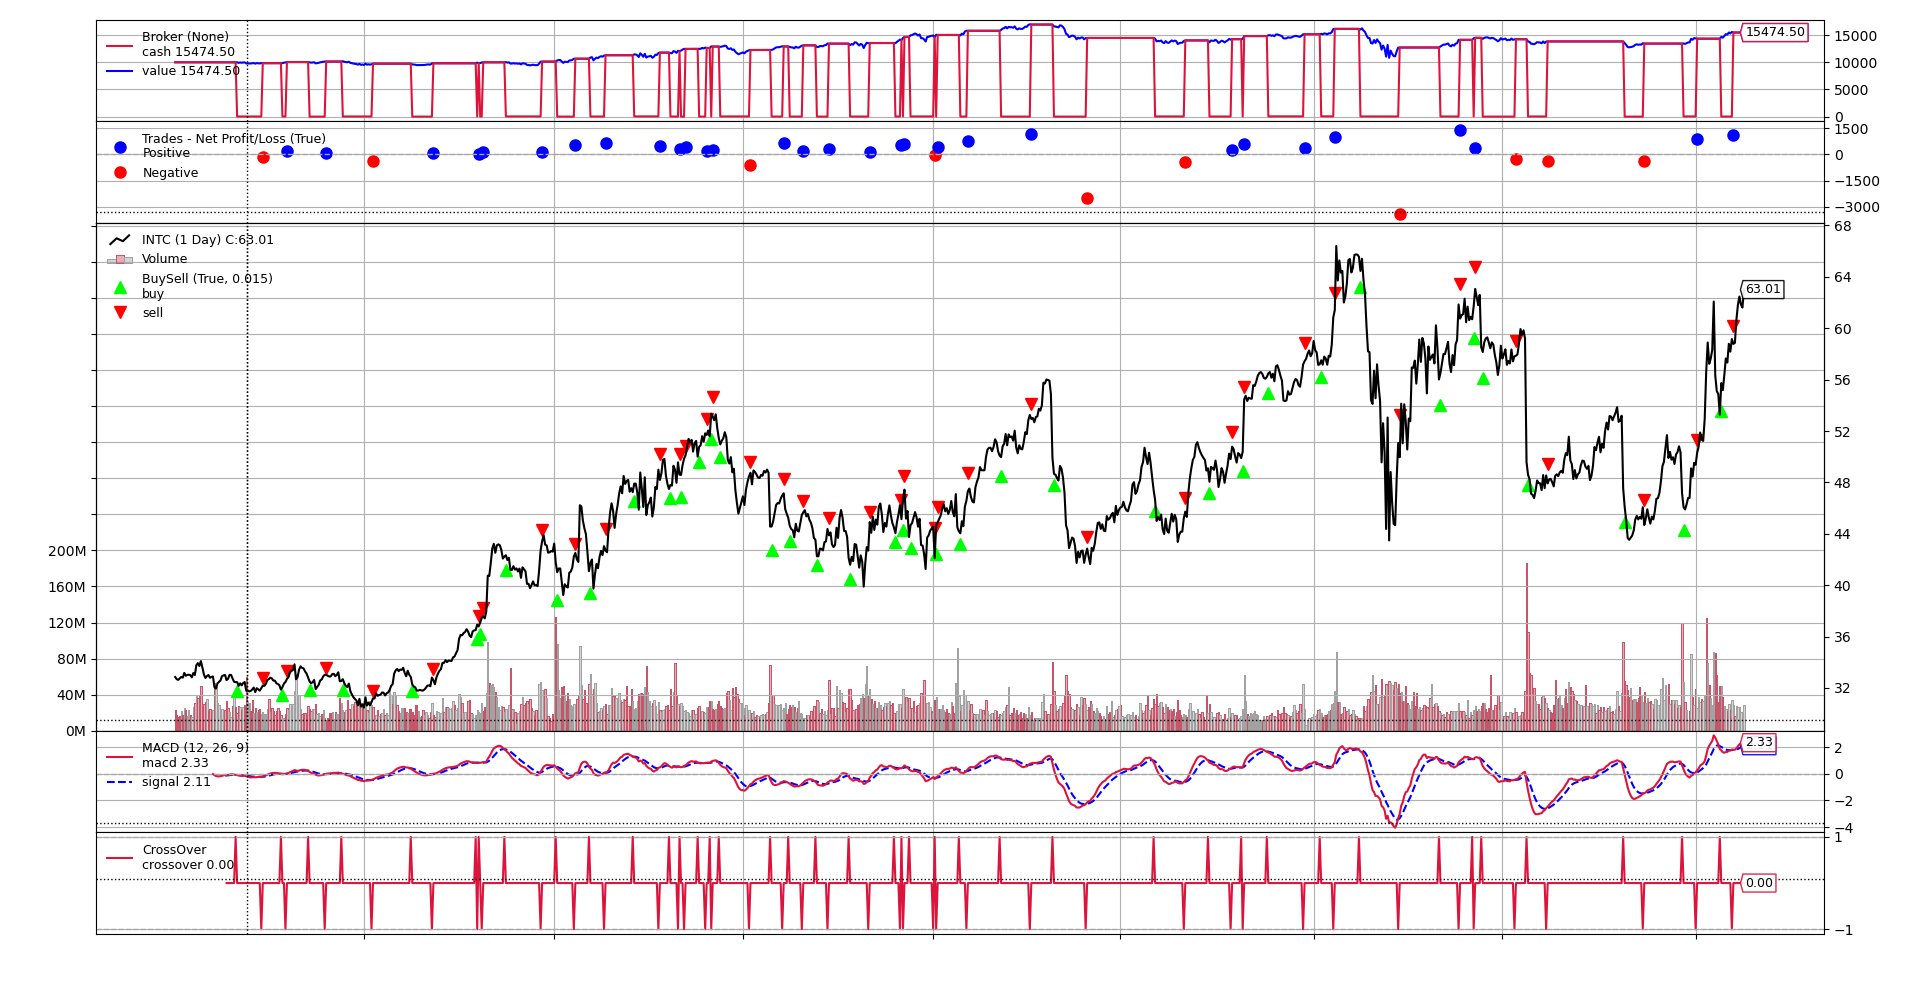 Broker (None)
cash 15474.50
value 15474.50
15474.50
15000
10000
5000
0
Trades - Net Profit/Loss (True)
Positive
Negative
1500
0
−1500
−3000
INTC (1 Day) C:63.01
Volume
BuySell (True, 0.015)
buy
sell
63.01
68
64
60
56
52
48
44
40
36
32
200M
160M
120M
80M
40M
0M
MACD (12, 26, 9)
macd 2.33
signal 2.11
2.33
2
0
−2
−4
CrossOver
crossover 0.00
0.00
1
−1